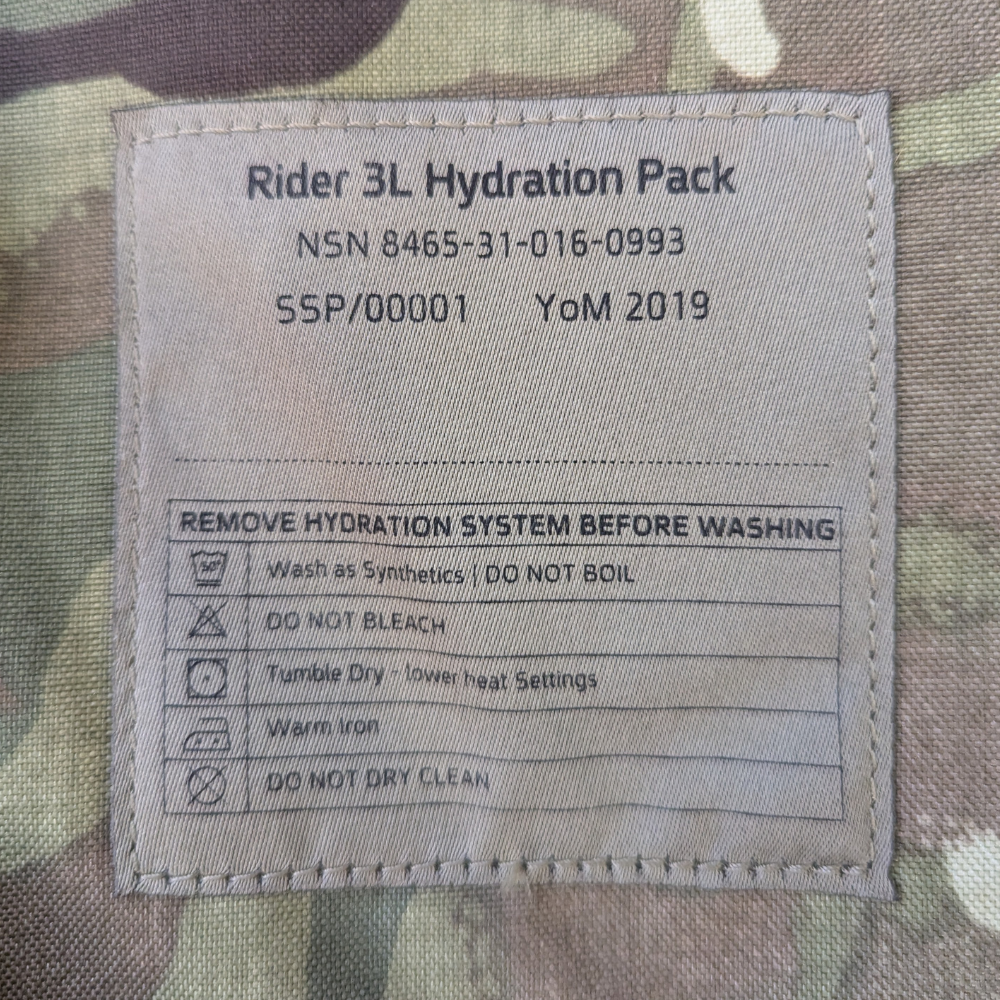 Rider 3L Hydration Pack
NSN 8465-31-016-0993
SSP/00001 YoM 2019
REMOVE HYDRATION SYSTEM BEFORE WASHING
50° Wash as Synthetics | DO NOT BOIL
DO NOT BLEACH
Tumble Dry - lower heat Settings
Warm Iron
DO NOT DRY CLEAN